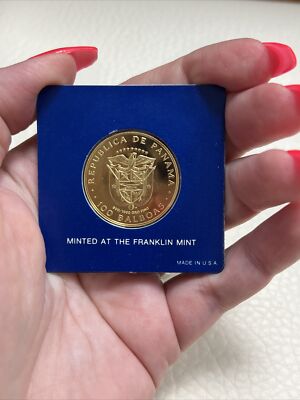 REPUBLICA DE PANAMA
· 100 BALBOAS ·
MINTED AT THE FRANKLIN MINT
MADE IN U.S.A.